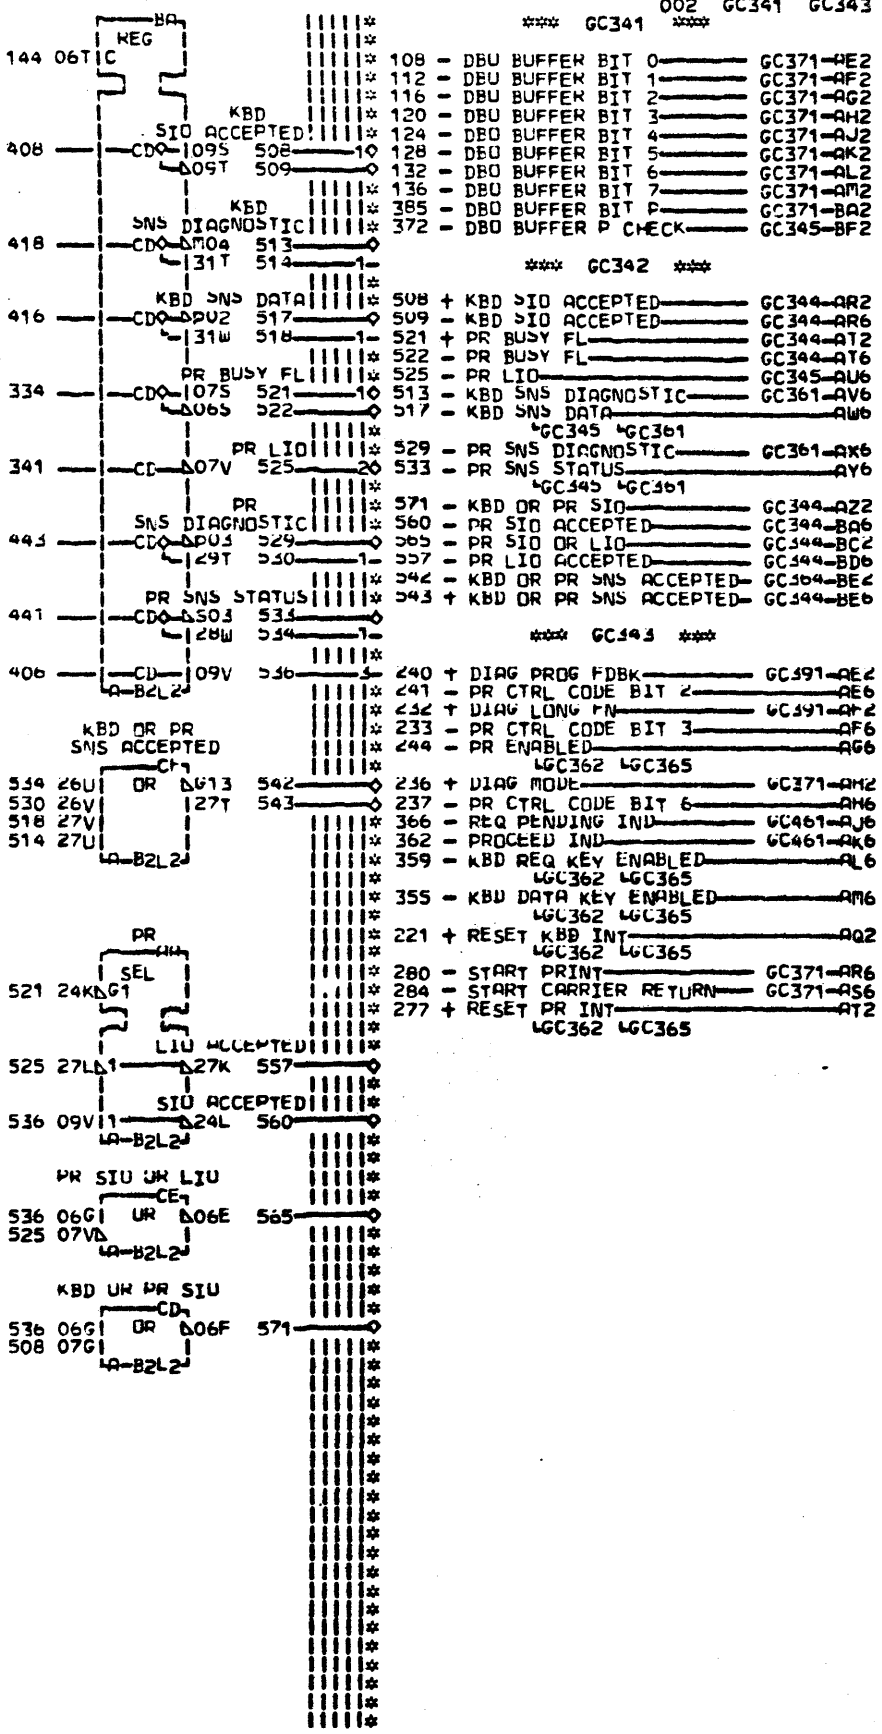 002 GC341 GC343
*** GC341 ***
BA
REG
144 06T C
108 - DBO BUFFER BIT 0 GC371-AE2
112 - DBO BUFFER BIT 1 GC371-AF2
116 - DBO BUFFER BIT 2 GC371-AG2
120 - DBO BUFFER BIT 3 GC371-AH2
124 - DBO BUFFER BIT 4 GC371-AJ2
128 - DBO BUFFER BIT 5 GC371-AK2
132 - DBO BUFFER BIT 6 GC371-AL2
136 - DBO BUFFER BIT 7 GC371-AM2
385 - DBO BUFFER BIT P GC371-BA2
372 - DBO BUFFER P CHECK GC345-BF2
KBD
SIO ACCEPTED
408 CD 109S 508 1
09T 509
KBD
SNS DIAGNOSTIC
418 CD M04 513
31T 514 1
KBD SNS DATA
416 CD P02 517
31W 518 1
PR BUSY FL
334 CD 107S 521 1
06S 522
PR LIO
341 CD 07V 525 2
PR
SNS DIAGNOSTIC
443 CD P03 529
29T 530 1
PR SNS STATUS
441 CD S03 533
28W 534 1
406 CD 09V 536 3
A-B2L2
*** GC342 ***
508 + KBD SIO ACCEPTED GC344-AR2
509 - KBD SIO ACCEPTED GC344-AR6
521 + PR BUSY FL GC344-AT2
522 - PR BUSY FL GC344-AT6
525 - PR LIO GC345-AU6
513 - KBD SNS DIAGNOSTIC GC361-AV6
517 - KBD SNS DATA AW6
GC345 GC361
529 - PR SNS DIAGNOSTIC GC361-AX6
533 - PR SNS STATUS AY6
GC345 GC361
571 - KBD OR PR SIO GC344-AZ2
560 - PR SIO ACCEPTED GC344-BA6
565 - PR SIO OR LIO GC344-BC2
557 - PR LIO ACCEPTED GC344-BD6
542 - KBD OR PR SNS ACCEPTED GC364-BE2
543 + KBD OR PR SNS ACCEPTED GC344-BE6
*** GC343 ***
240 + DIAG PROG FDBK GC391-AE2
241 - PR CTRL CODE BIT 2 AE6
232 + DIAG LONG FN GC391-AF2
233 - PR CTRL CODE BIT 3 AF6
244 - PR ENABLED AG6
GC362 GC365
236 + DIAG MODE GC371-AH2
237 - PR CTRL CODE BIT 6 AH6
366 - REQ PENDING IND GC461-AJ6
362 - PROCEED IND GC461-AK6
359 - KBD REQ KEY ENABLED AL6
GC362 GC365
355 - KBD DATA KEY ENABLED AM6
GC362 GC365
221 + RESET KBD INT AQ2
GC362 GC365
280 - START PRINT GC371-AR6
284 - START CARRIER RETURN GC371-AS6
277 + RESET PR INT AT2
GC362 GC365
KBD OR PR
SNS ACCEPTED
534 26U OR G13 542
530 26V 27T 543
518 27V
514 27U
A-B2L2
PR
SEL
521 24K G1
LIO ACCEPTED
525 27L 1 27K 557
SIO ACCEPTED
536 09V 1 24L 560
A-B2L2
PR SIO OR LIO
CE
536 06G OR 06E 565
525 07V
A-B2L2
KBD OR PR SIO
CD
536 06G OR 06F 571
508 07G
A-B2L2